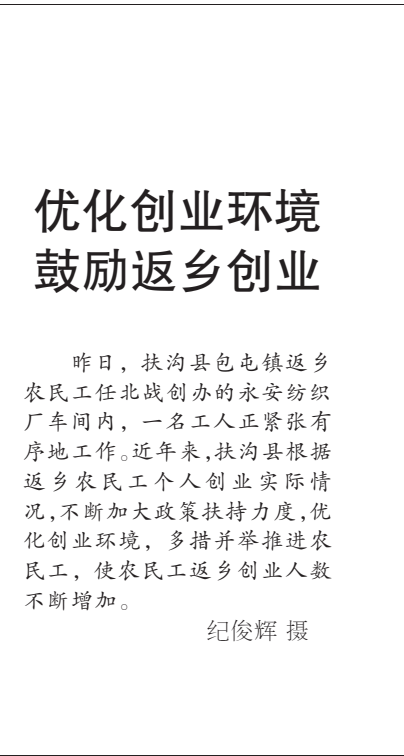 优化创业环境
鼓励返乡创业
昨日，扶沟县包屯镇返乡
农民工任北战创办的永安纺织
厂车间内，一名工人正紧张有
序地工作。近年来，扶沟县根据
返乡农民工个人创业实际情
况，不断加大政策扶持力度，优
化创业环境，多措并举推进农
民工，使农民工返乡创业人数
不断增加。
纪俊辉 摄